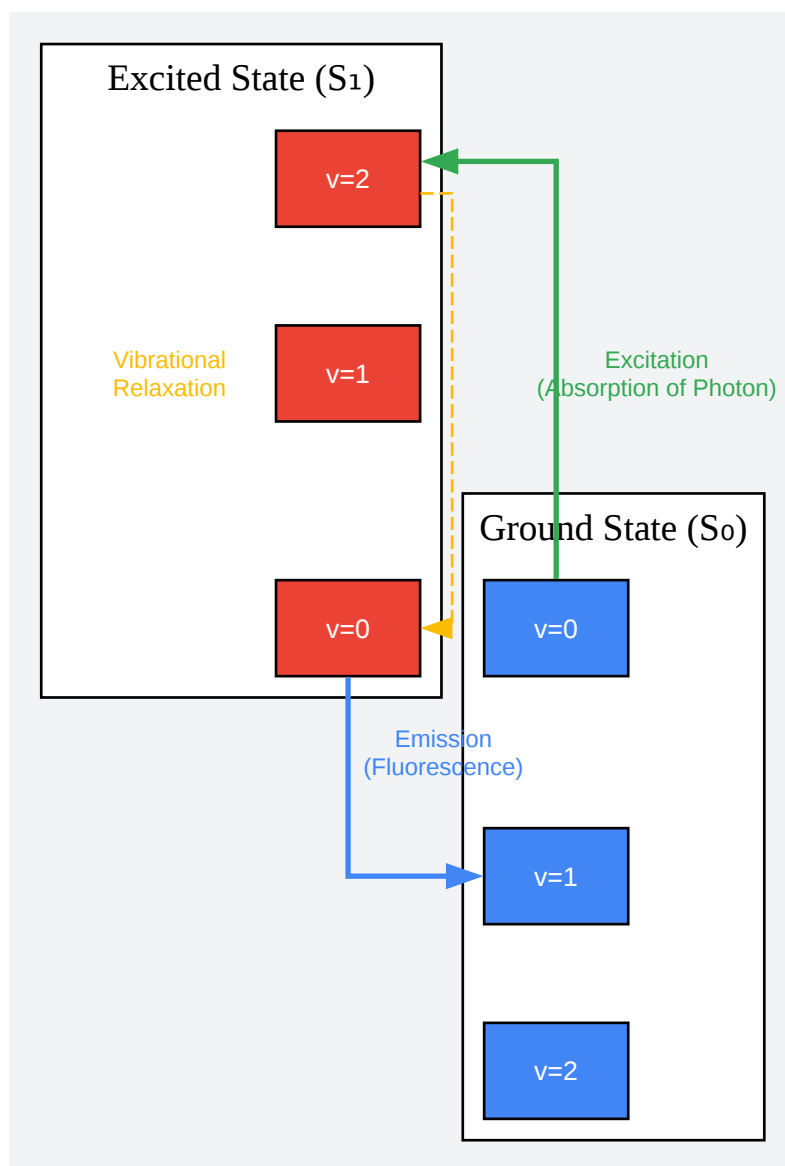 Excited State (S₁)
v=2
Vibrational
Relaxation
v=1
Excitation
(Absorption of Photon)
Ground State (S₀)
v=0
v=0
Emission
(Fluorescence)
v=1
v=2